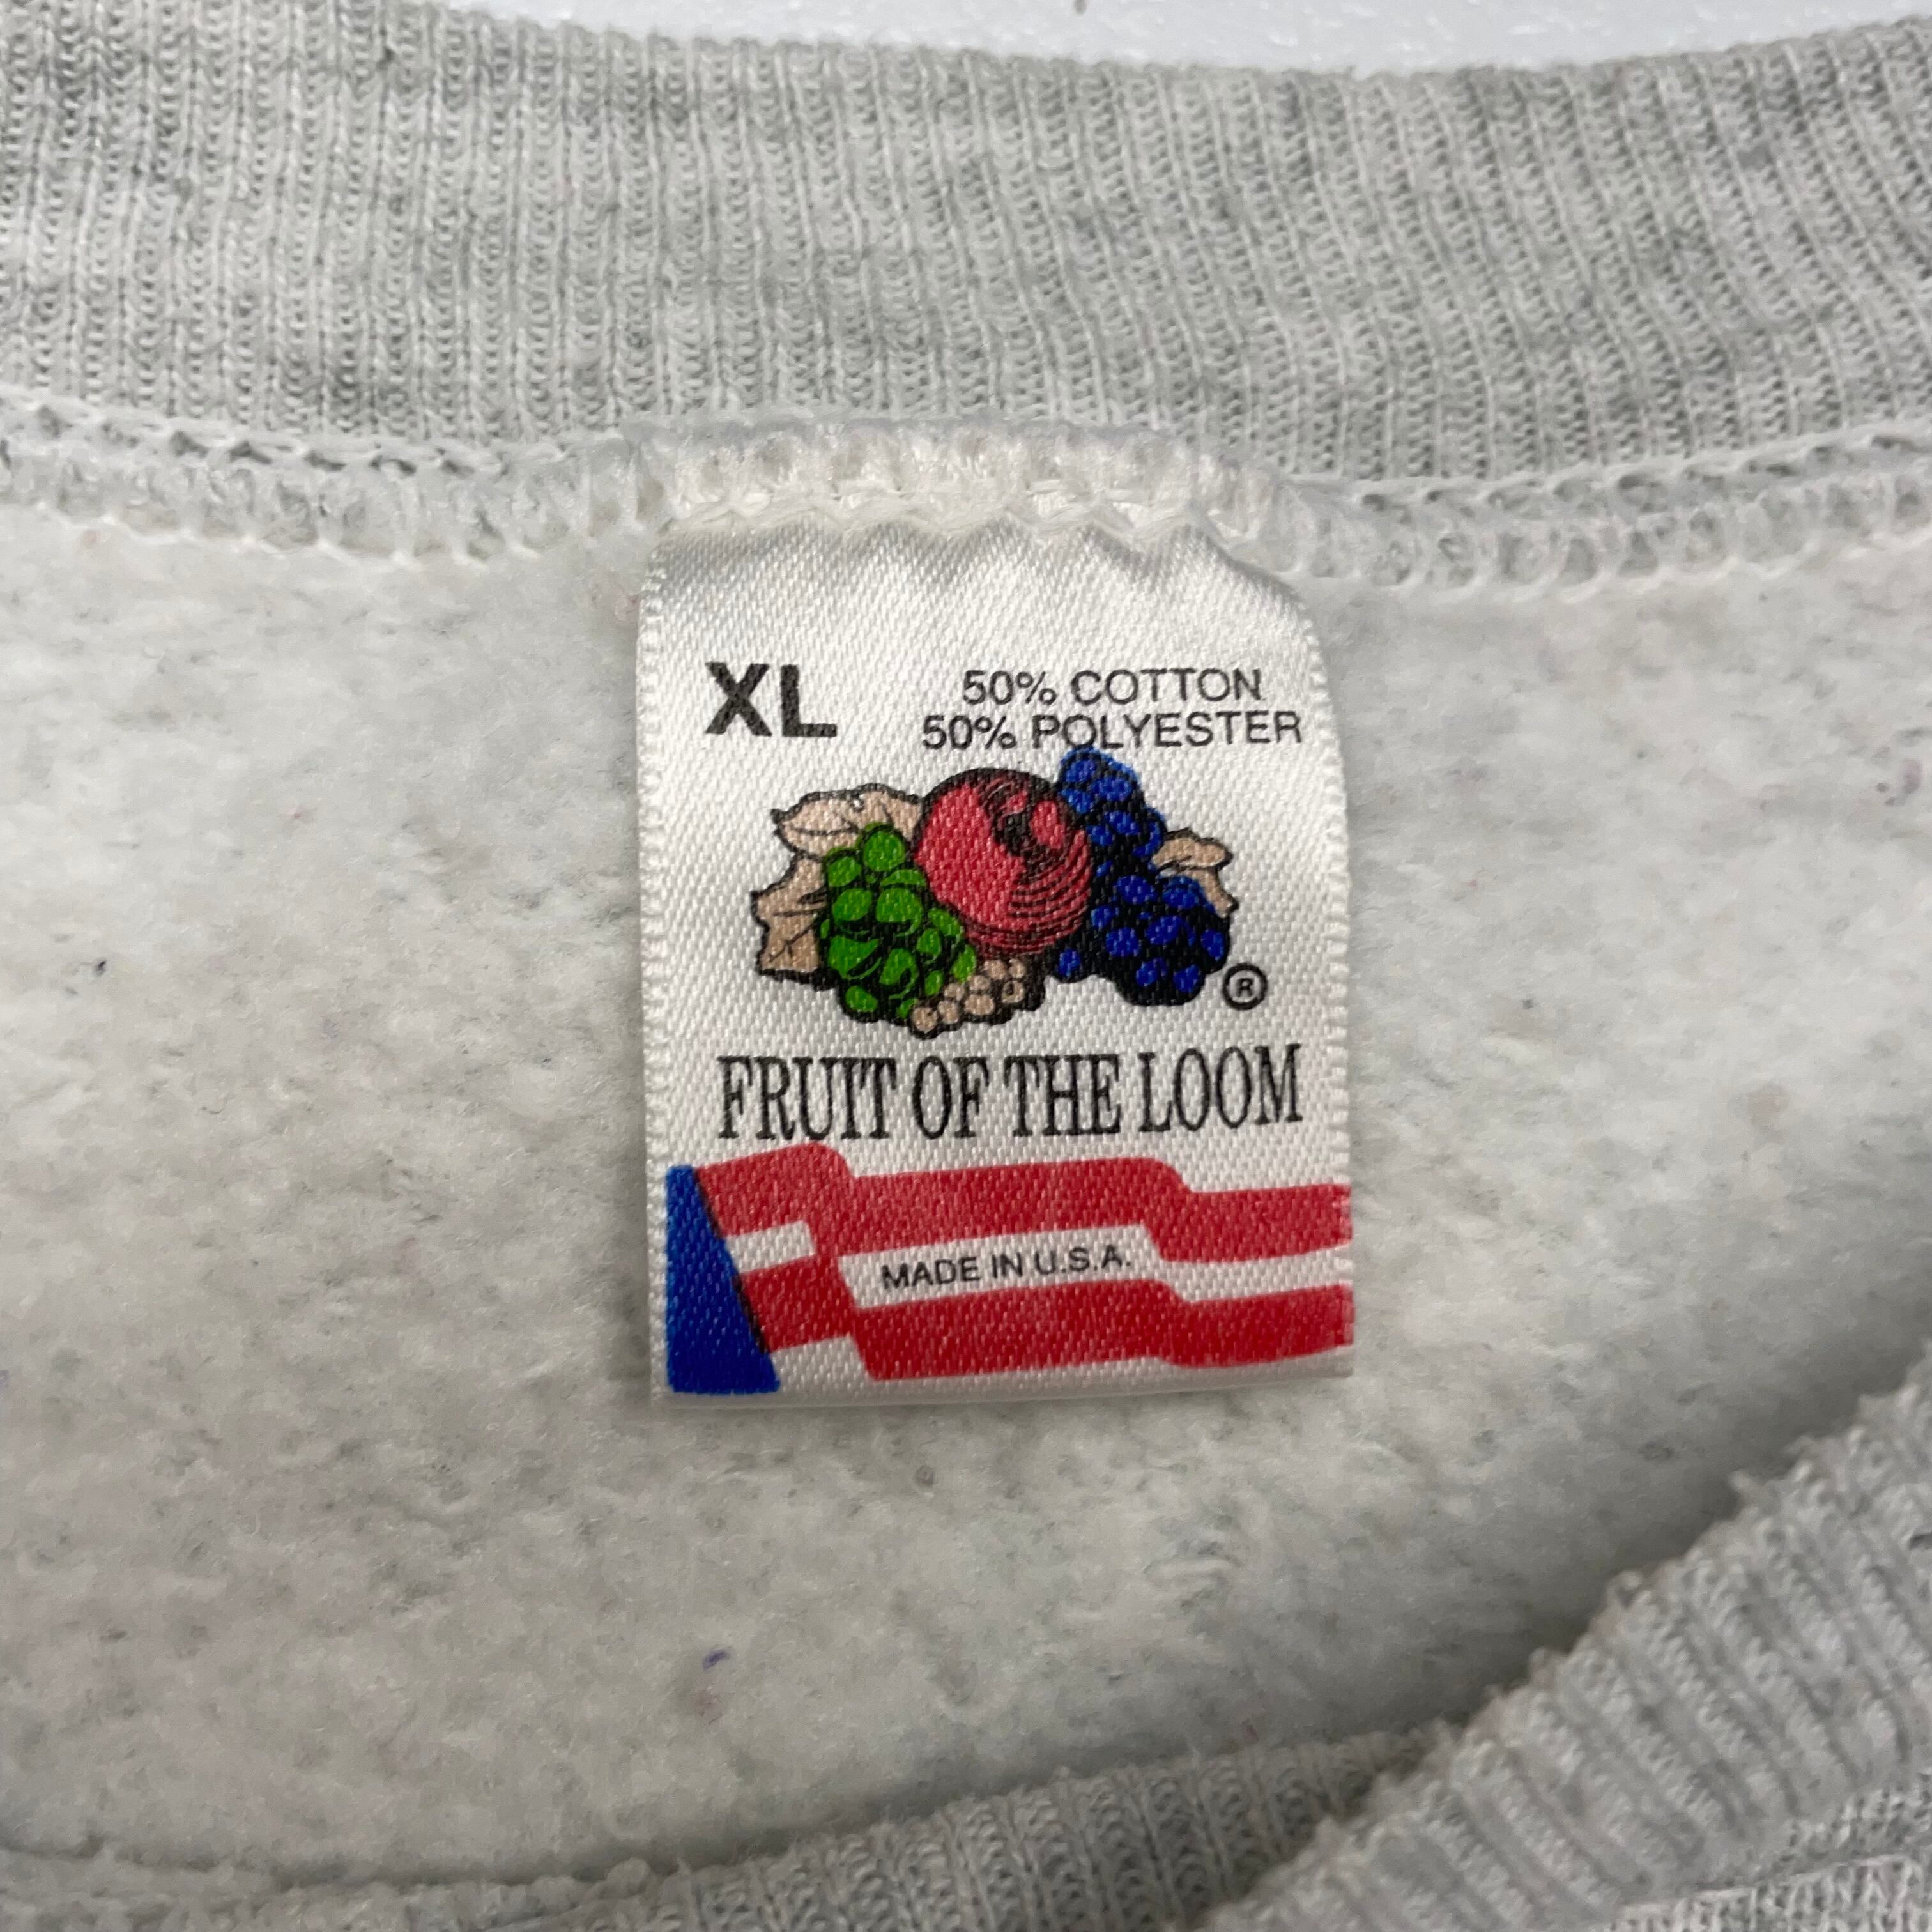 XL
50% COTTON
50% POLYESTER
®
FRUIT OF THE LOOM
MADE IN U.S.A.